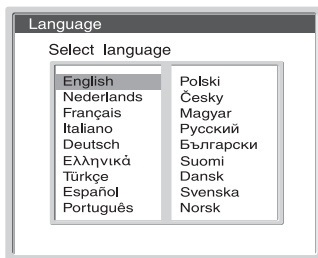 Language
Select language
English
Nederlands
Français
Italiano
Deutsch
Ελληνικά
Türkçe
Español
Português
Polski
Česky
Magyar
Русский
Български
Suomi
Dansk
Svenska
Norsk